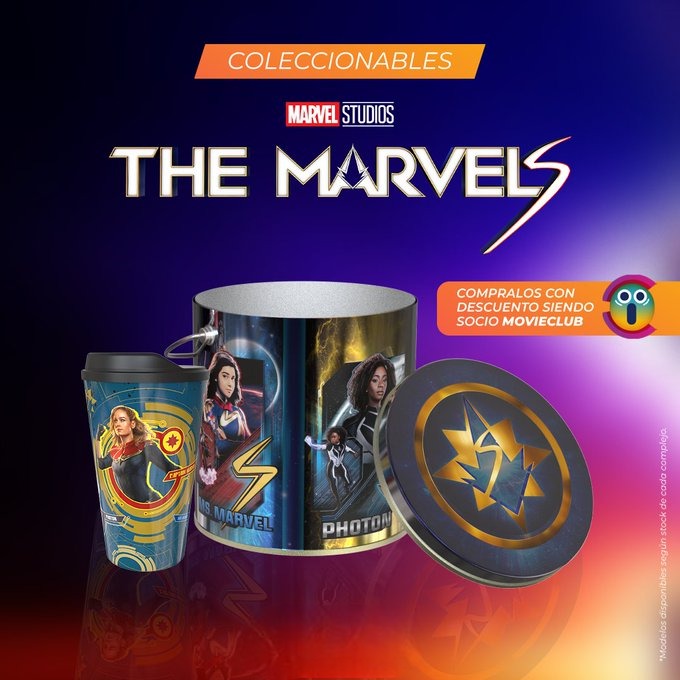 COLECCIONABLES
MARVEL STUDIOS
THE MARVELS
COMPRALOS CON
DESCUENTO SIENDO
SOCIO MOVIECLUB
MS. MARVEL
PHOTON
*Modelos disponibles según stock de cada complejo.